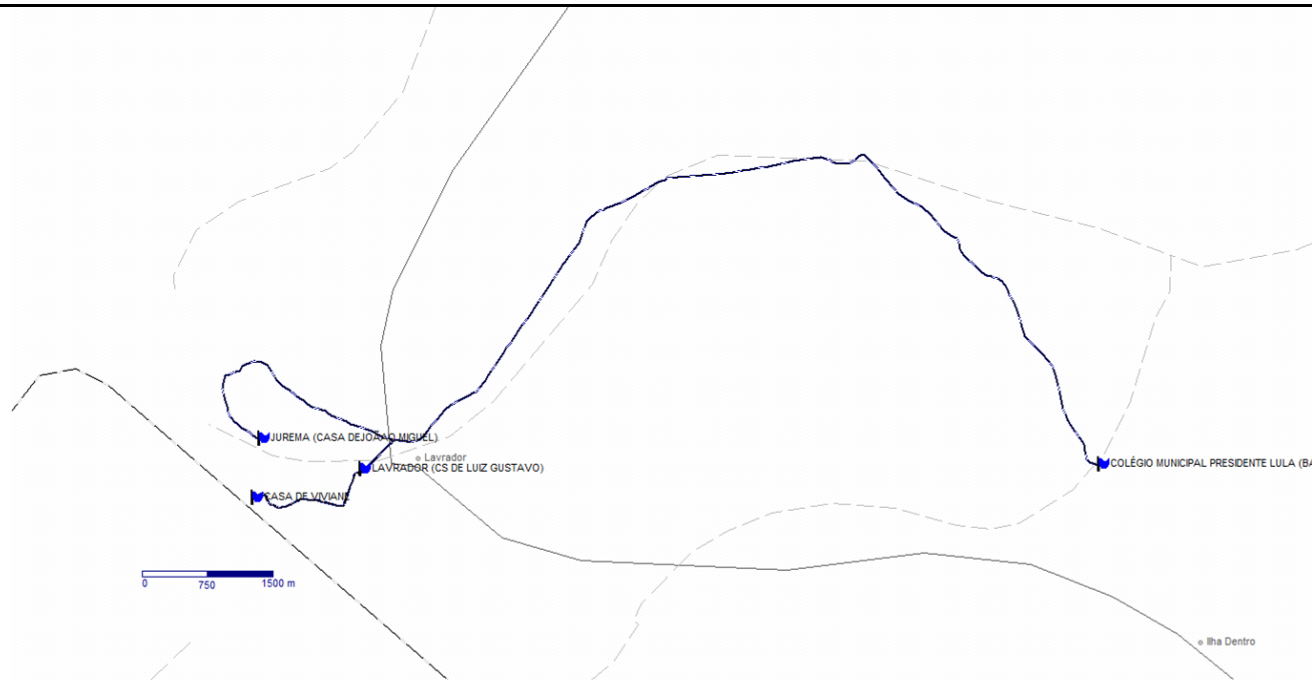 JUREMA (CASA DEJOÃAO MIGUEL)
Lavrador
LAVRADOR (CS DE LUIZ GUSTAVO)
COLÉGIO MUNICIPAL PRESIDENTE LULA (BA
CASA DE VIVIANE
0 750 1500 m
Ilha Dentro